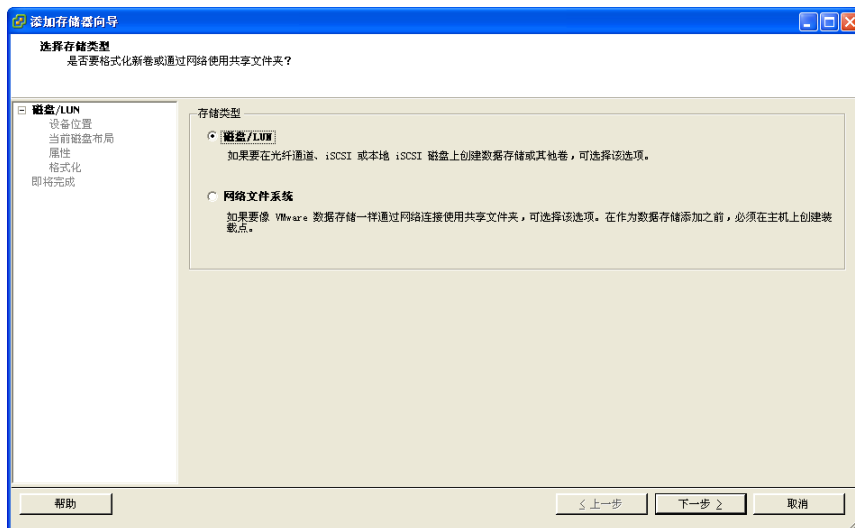 添加存储器向导
选择存储类型
是否要格式化新卷或通过网络使用共享文件夹?
磁盘/LUN
设备位置
当前磁盘布局
属性
格式化
即将完成
存储类型
磁盘/LUN
如果要在光纤通道、iSCSI 或本地 iSCSI 磁盘上创建数据存储或其他卷,可选择该选项。
网络文件系统
如果要像 VMware 数据存储一样通过网络连接使用共享文件夹,可选择该选项。在作为数据存储添加之前,必须在主机上创建装
载点。
帮助
≤ 上一步
下一步 ≥
取消